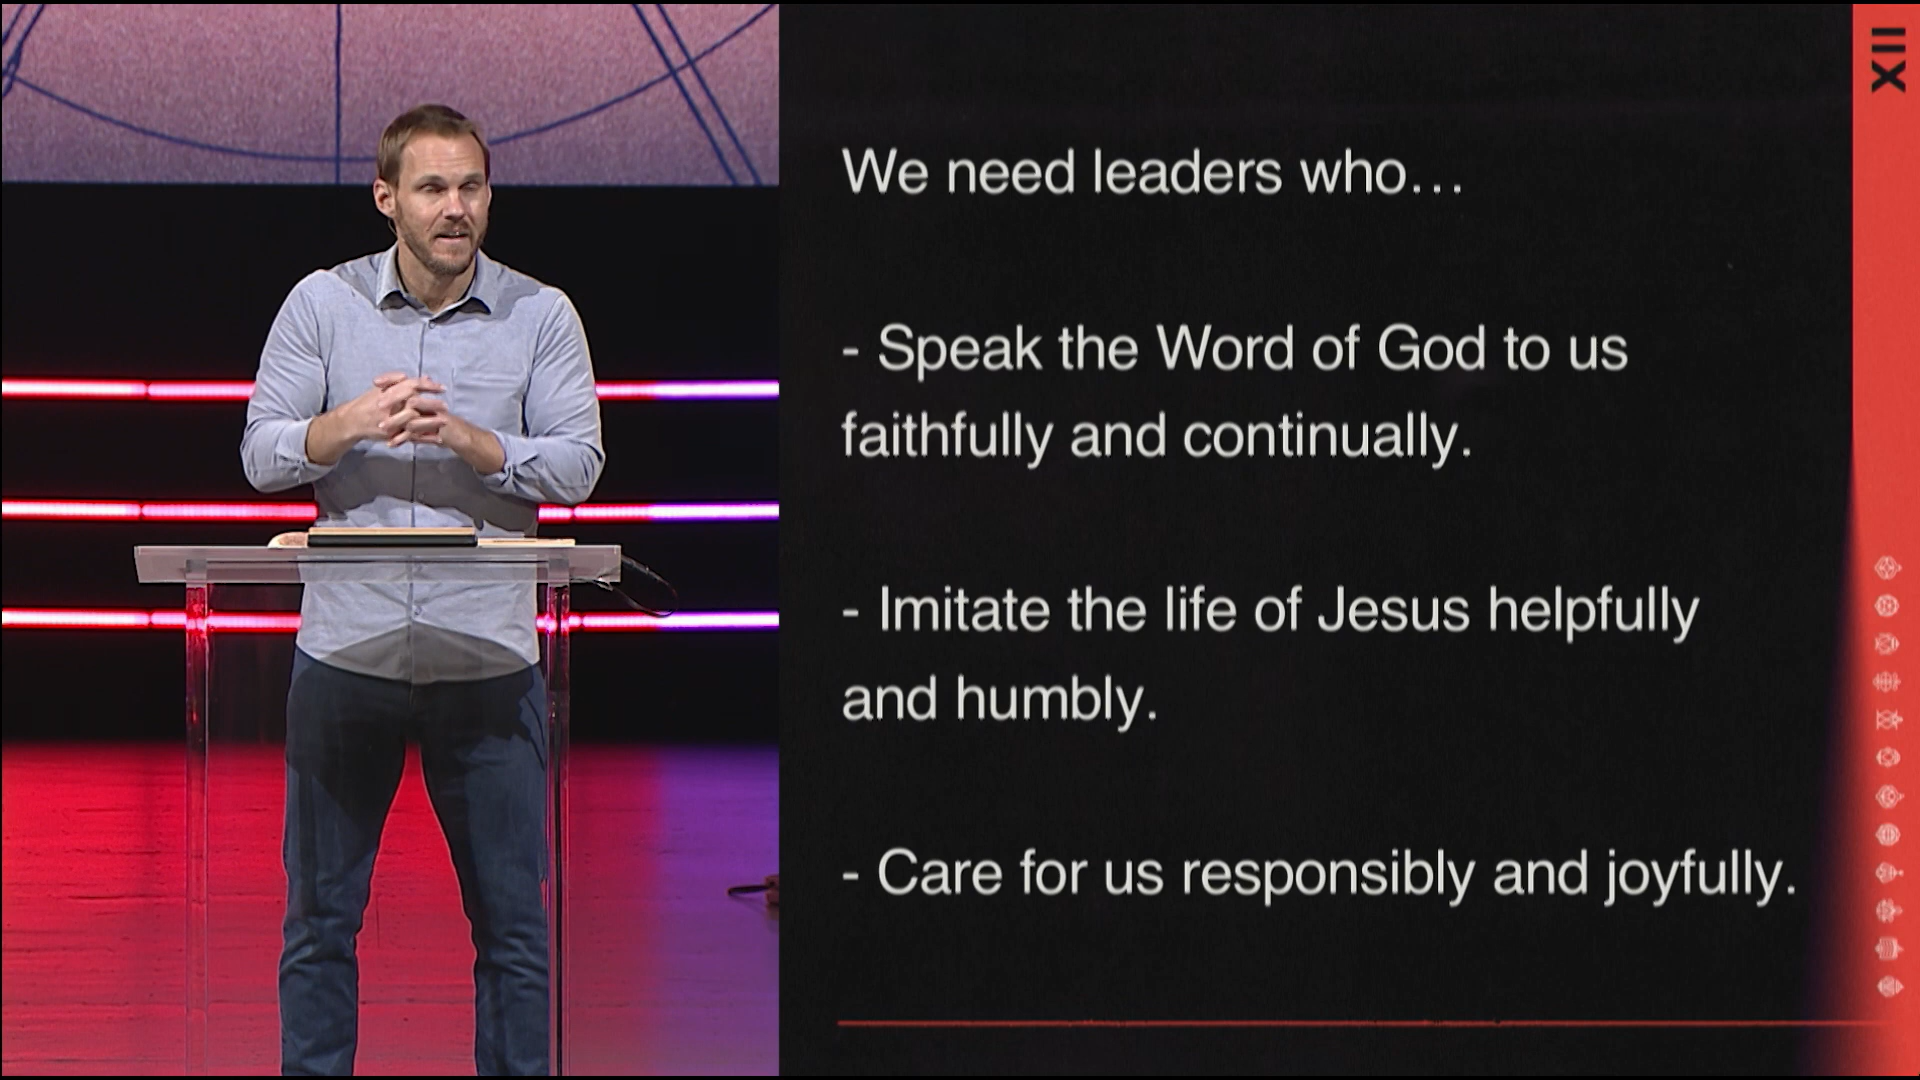 XII
We need leaders who…
- Speak the Word of God to us
faithfully and continually.
- Imitate the life of Jesus helpfully
and humbly.
- Care for us responsibly and joyfully.